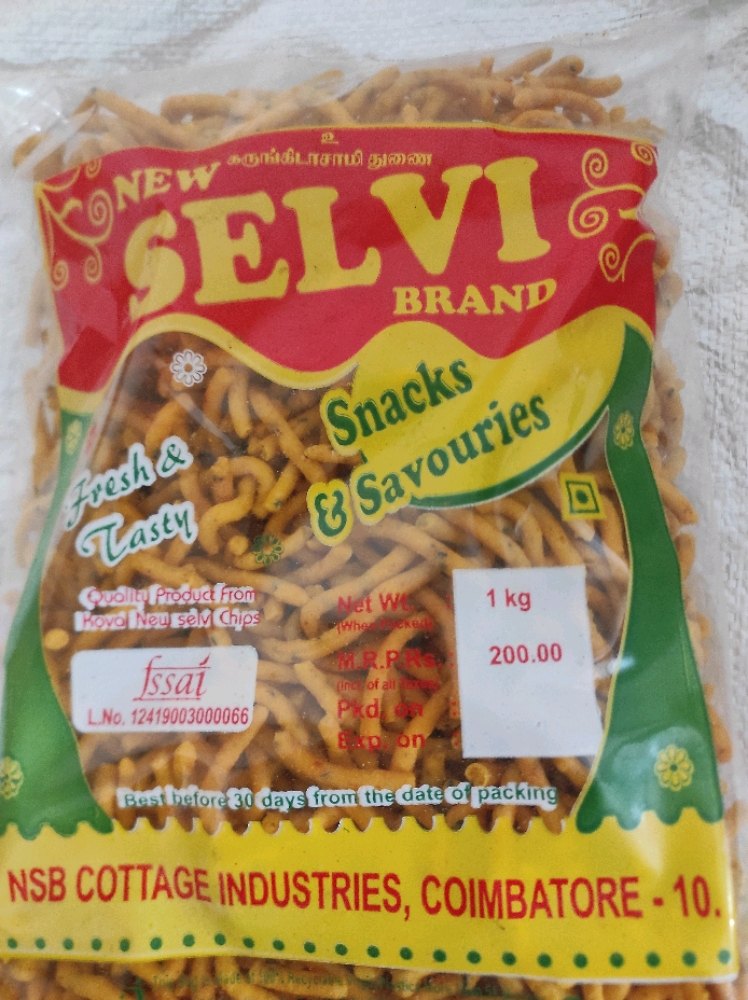 உ
கருங்கிடாசாமி துணை
NEW
SELVI
BRAND
Snacks
& Savouries
Fresh &
Tasty
Quality Product From
Kovai New selvi Chips
fssai
L.No. 12419003000066
Net Wt. : 1 kg
(When Packed)
M.R.P.Rs. : 200.00
(Incl. of all taxes)
Pkd. on :
Exp. on :
Best before 30 days from the date of packing
NSB COTTAGE INDUSTRIES, COIMBATORE - 10.